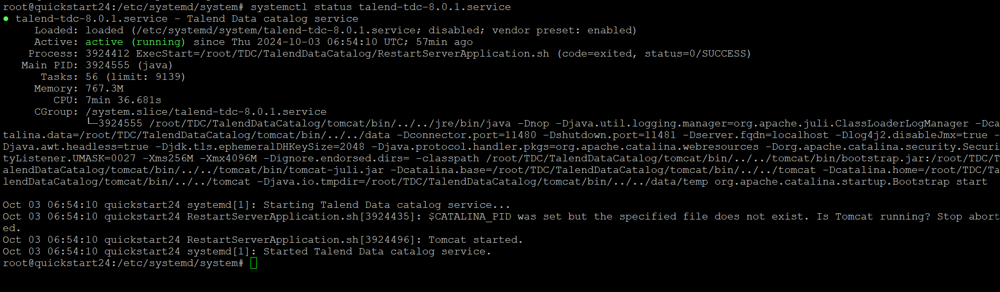 root@quickstart24:/etc/systemd/system# systemctl status talend-tdc-8.0.1.service
● talend-tdc-8.0.1.service - Talend Data catalog service
     Loaded: loaded (/etc/systemd/system/talend-tdc-8.0.1.service; disabled; vendor preset: enabled)
     Active: active (running) since Thu 2024-10-03 06:54:10 UTC; 57min ago
    Process: 3924412 ExecStart=/root/TDC/TalendDataCatalog/RestartServerApplication.sh (code=exited, status=0/SUCCESS)
   Main PID: 3924555 (java)
      Tasks: 56 (limit: 9139)
     Memory: 767.3M
        CPU: 7min 36.681s
     CGroup: /system.slice/talend-tdc-8.0.1.service
             └─3924555 /root/TDC/TalendDataCatalog/tomcat/bin/../../jre/bin/java -Dnop -Djava.util.logging.manager=org.apache.juli.ClassLoaderLogManager -Dca
talina.data=/root/TDC/TalendDataCatalog/tomcat/bin/../../data -Dconnector.port=11480 -Dshutdown.port=11481 -Dserver.fqdn=localhost -Dlog4j2.disableJmx=true -
Djava.awt.headless=true -Djdk.tls.ephemeralDHKeySize=2048 -Djava.protocol.handler.pkgs=org.apache.catalina.webresources -Dorg.apache.catalina.security.Securi
tyListener.UMASK=0027 -Xms256M -Xmx4096M -Dignore.endorsed.dirs= -classpath /root/TDC/TalendDataCatalog/tomcat/bin/../../tomcat/bin/bootstrap.jar:/root/TDC/T
alendDataCatalog/tomcat/bin/../../tomcat/bin/tomcat-juli.jar -Dcatalina.base=/root/TDC/TalendDataCatalog/tomcat/bin/../../tomcat -Dcatalina.home=/root/TDC/Ta
lendDataCatalog/tomcat/bin/../../tomcat -Djava.io.tmpdir=/root/TDC/TalendDataCatalog/tomcat/bin/../../data/temp org.apache.catalina.startup.Bootstrap start

Oct 03 06:54:10 quickstart24 systemd[1]: Starting Talend Data catalog service...
Oct 03 06:54:10 quickstart24 RestartServerApplication.sh[3924435]: $CATALINA_PID was set but the specified file does not exist. Is Tomcat running? Stop abort
ed.
Oct 03 06:54:10 quickstart24 RestartServerApplication.sh[3924496]: Tomcat started.
Oct 03 06:54:10 quickstart24 systemd[1]: Started Talend Data catalog service.
root@quickstart24:/etc/systemd/system#